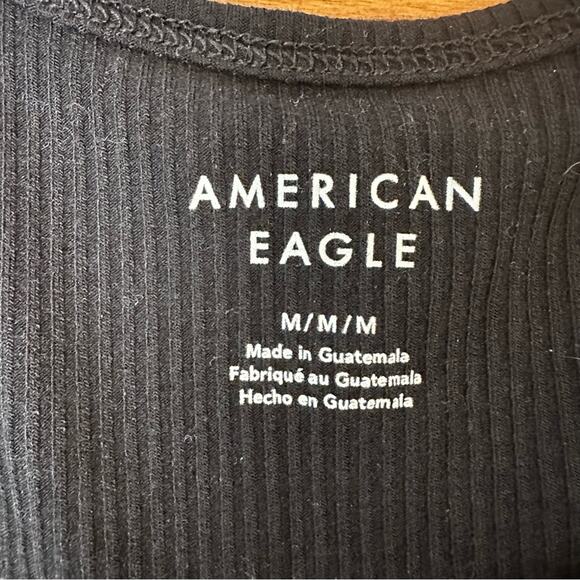 AMERICAN
EAGLE
M/M/M
Made in Guatemala
Fabriqué au Guatemala
Hecho en Guatemala